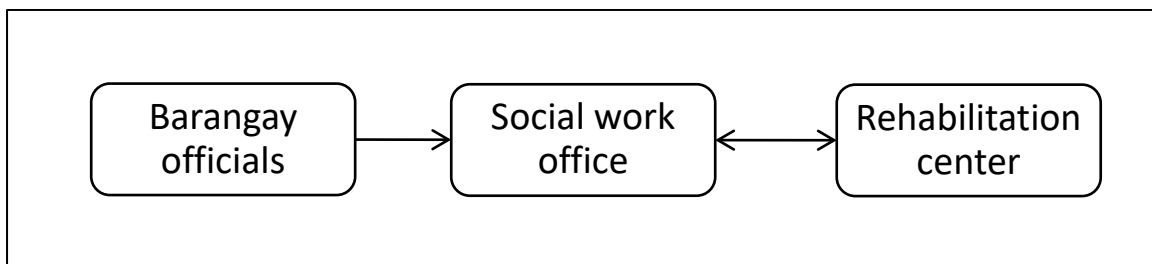 Barangay
officials
Social work
office
Rehabilitation
center